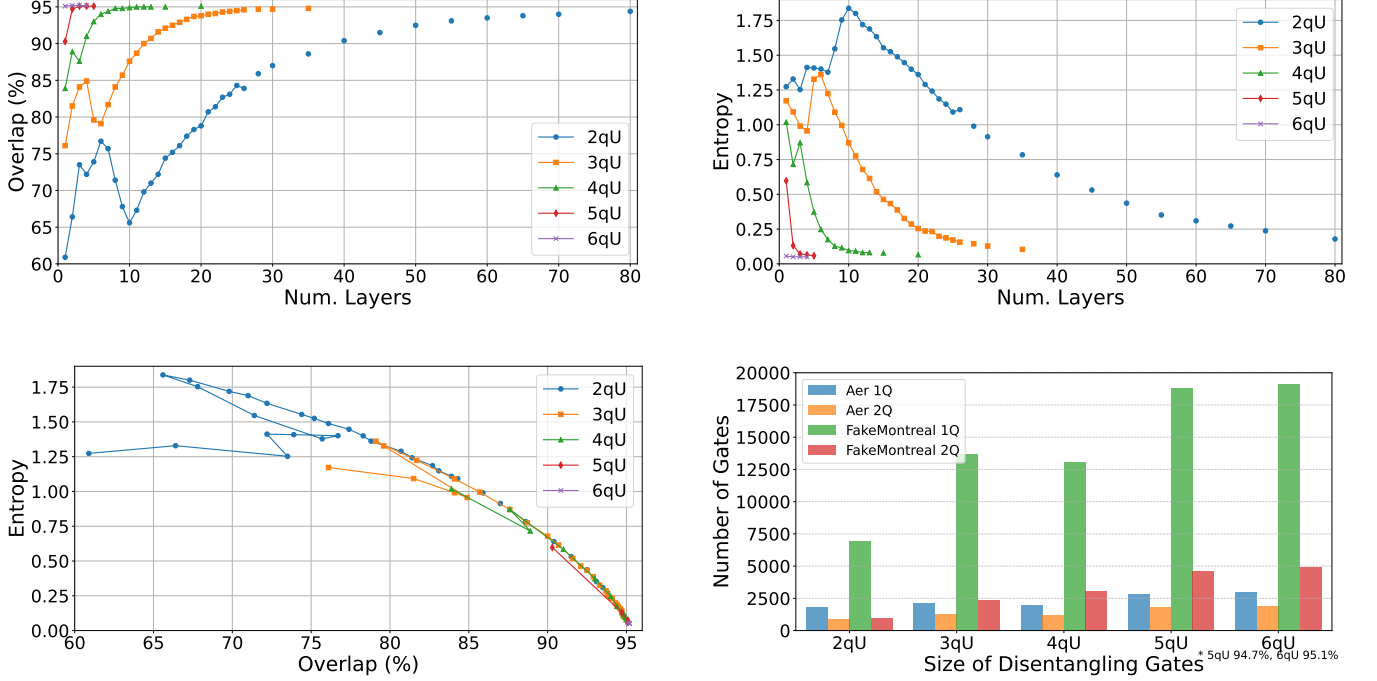 95
90
85
80
75
70
65
60
Overlap (%)
0
10
20
30
40
50
60
70
80
Num. Layers
2qU
3qU
4qU
5qU
6qU
1.75
1.50
1.25
1.00
0.75
0.50
0.25
0.00
Entropy
0
10
20
30
40
50
60
70
80
Num. Layers
2qU
3qU
4qU
5qU
6qU
1.75
1.50
1.25
1.00
0.75
0.50
0.25
0.00
Entropy
60
65
70
75
80
85
90
95
Overlap (%)
2qU
3qU
4qU
5qU
6qU
20000
17500
15000
12500
10000
7500
5000
2500
0
Number of Gates
Aer 1Q
Aer 2Q
FakeMontreal 1Q
FakeMontreal 2Q
2qU
3qU
4qU
5qU
6qU
Size of Disentangling Gates
* 5qU 94.7%, 6qU 95.1%